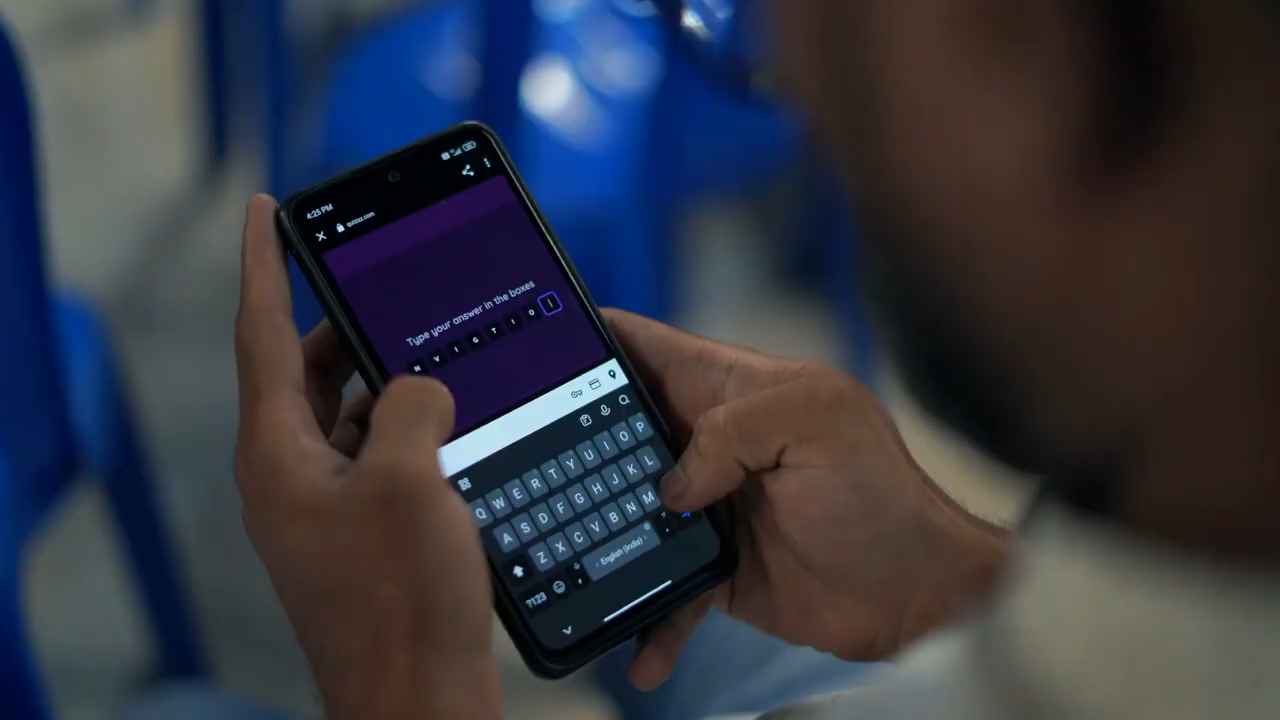 4:25 PM
quizizz.com
Type your answer in the boxes
N V I G T I O
Q W E R T Y U I O P
A S D F G H J K L
Z X C V B N M
?123 English (India)